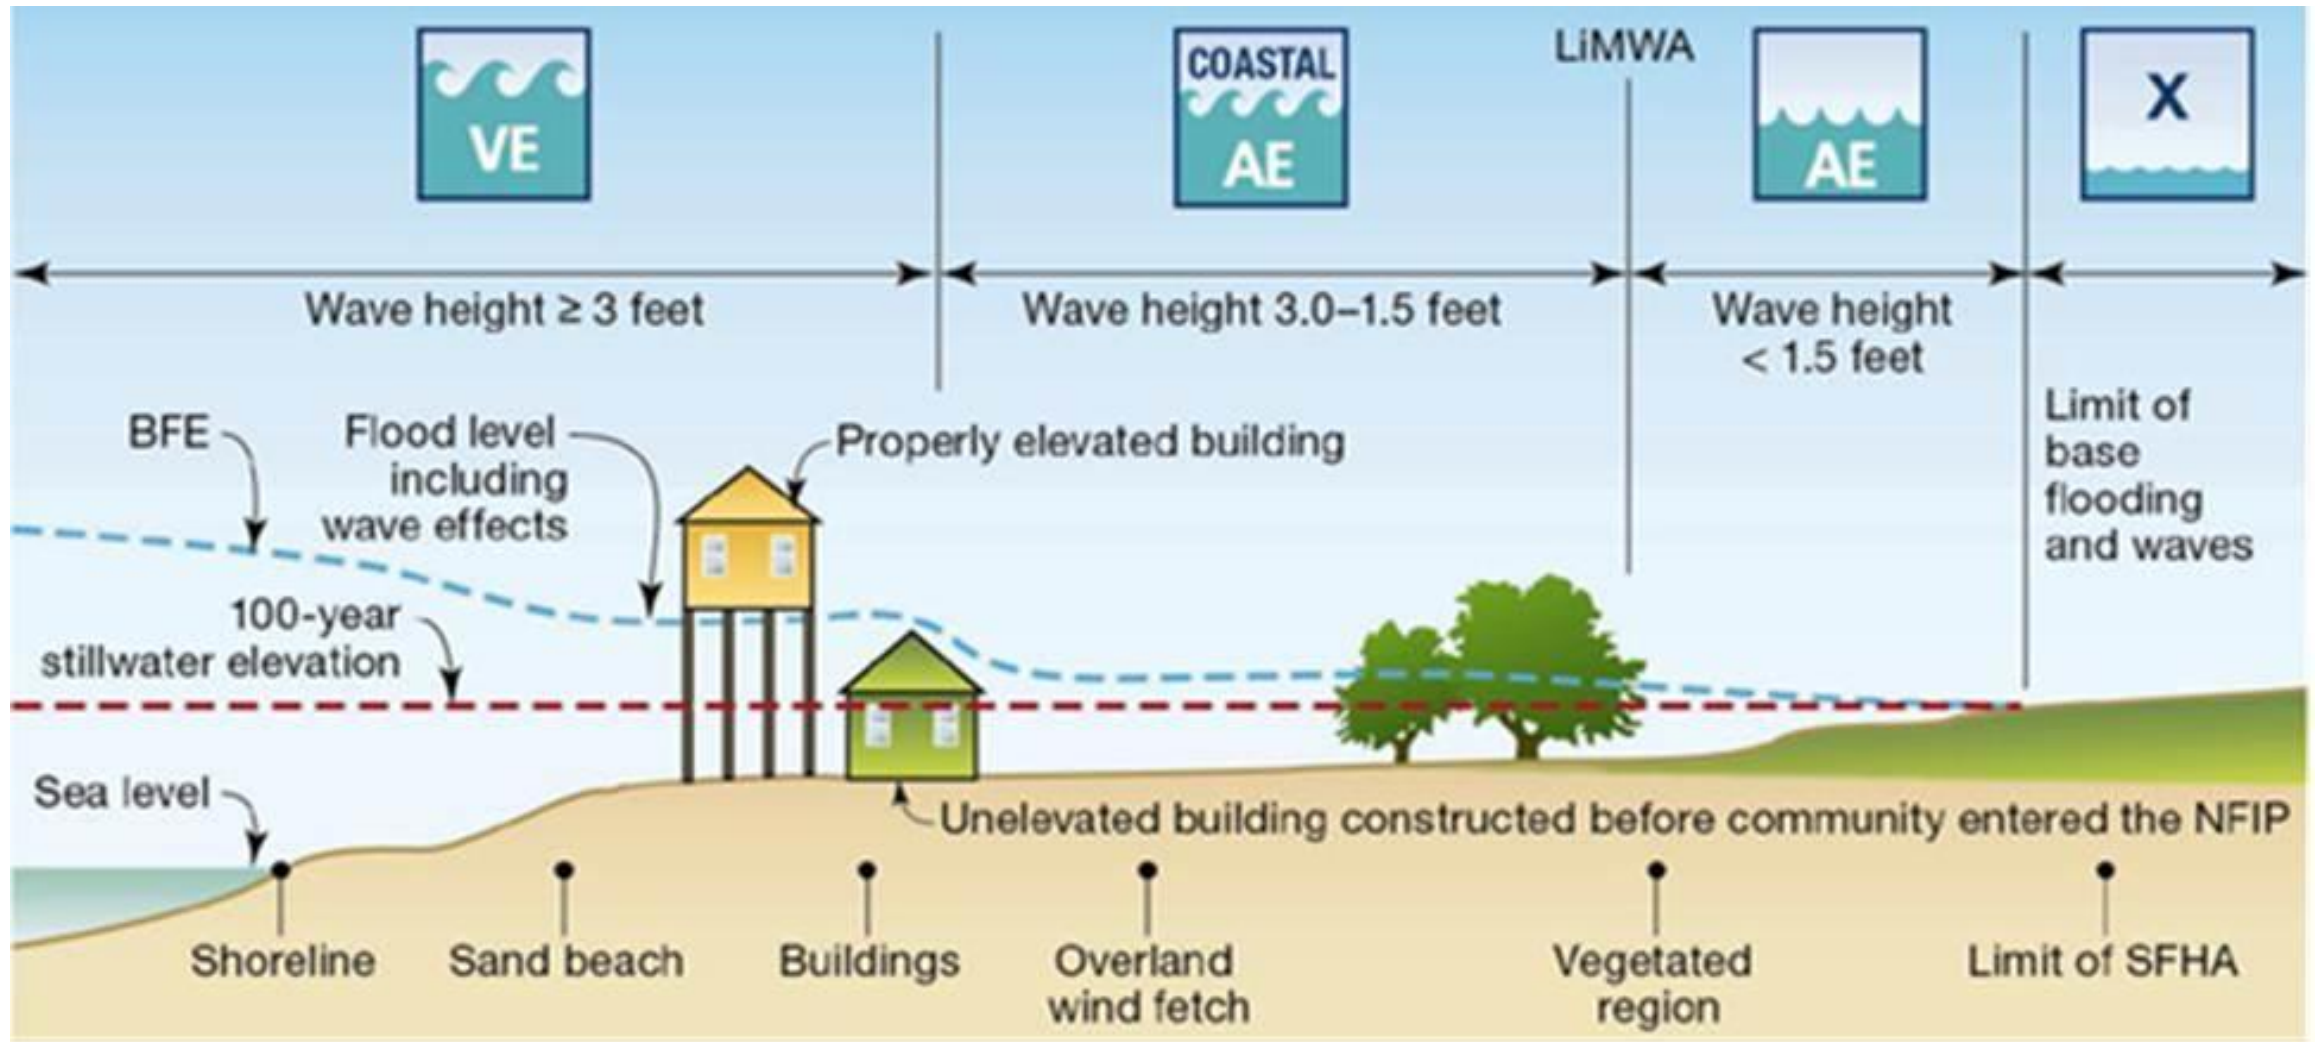 VE
COASTAL
AE
LiMWA
AE
X
Wave height ≥ 3 feet
Wave height 3.0–1.5 feet
Wave height
< 1.5 feet
Limit of
base
flooding
and waves
BFE
Flood level
including
wave effects
Properly elevated building
100-year
stillwater elevation
Sea level
Unelevated building constructed before community entered the NFIP
Shoreline
Sand beach
Buildings
Overland
wind fetch
Vegetated
region
Limit of SFHA